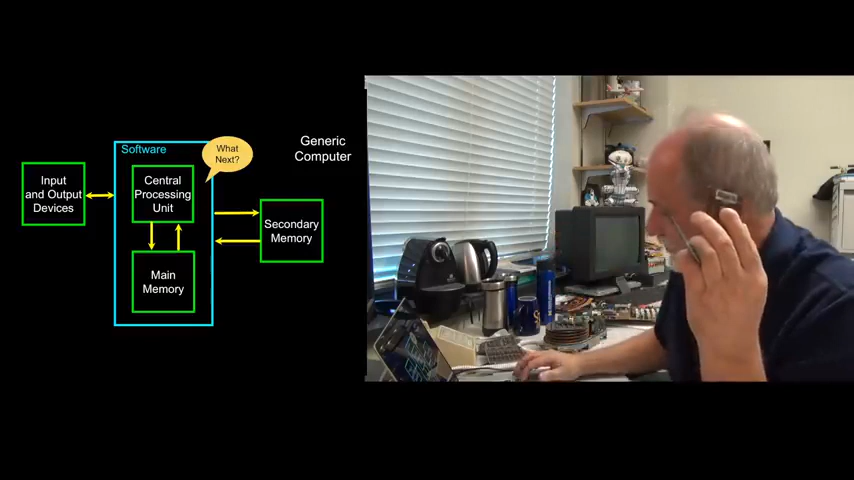 Software
What
Next?
Generic
Computer
Input
and Output
Devices
Central
Processing
Unit
Secondary
Memory
Main
Memory